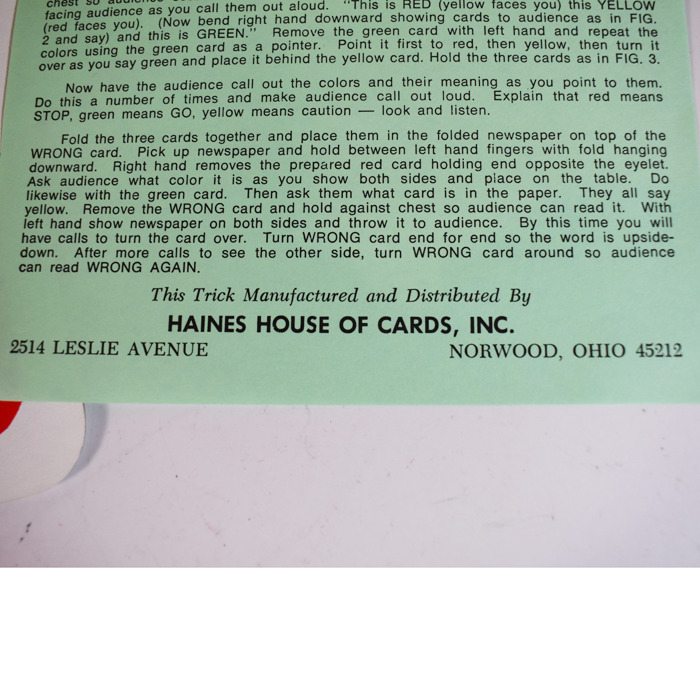 chest so audience
facing audience as you call them out aloud. "This is RED (yellow faces you) this YELLOW
(red faces you). (Now bend right hand downward showing cards to audience as in FIG.
2 and say) and this is GREEN." Remove the green card with left hand and repeat the
colors using the green card as a pointer. Point it first to red, then yellow, then turn it
over as you say green and place it behind the yellow card. Hold the three cards as in FIG. 3.
Now have the audience call out the colors and their meaning as you point to them.
Do this a number of times and make audience call out loud. Explain that red means
STOP, green means GO, yellow means caution — look and listen.
Fold the three cards together and place them in the folded newspaper on top of the
WRONG card. Pick up newspaper and hold between left hand fingers with fold hanging
downward. Right hand removes the prepared red card holding end opposite the eyelet.
Ask audience what color it is as you show both sides and place on the table. Do
likewise with the green card. Then ask them what card is in the paper. They all say
yellow. Remove the WRONG card and hold against chest so audience can read it. With
left hand show newspaper on both sides and throw it to audience. By this time you will
have calls to turn the card over. Turn WRONG card end for end so the word is upside-
down. After more calls to see the other side, turn WRONG card around so audience
can read WRONG AGAIN.
This Trick Manufactured and Distributed By
HAINES HOUSE OF CARDS, INC.
2514 LESLIE AVENUE NORWOOD, OHIO 45212